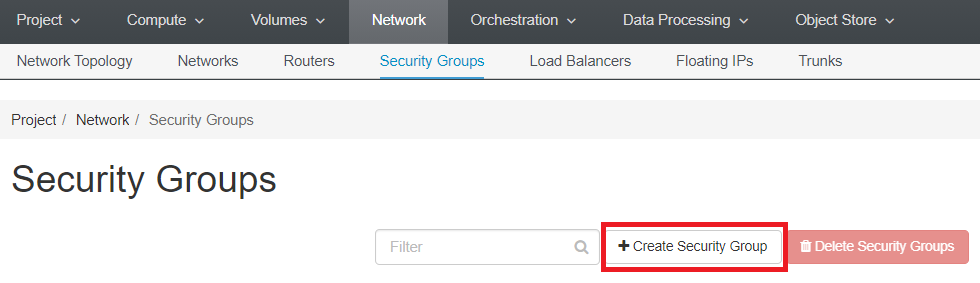 Project Compute Volumes Network Orchestration Data Processing Object Store
Network Topology Networks Routers Security Groups Load Balancers Floating IPs Trunks
Project / Network / Security Groups
Security Groups
Filter Create Security Group Delete Security Groups